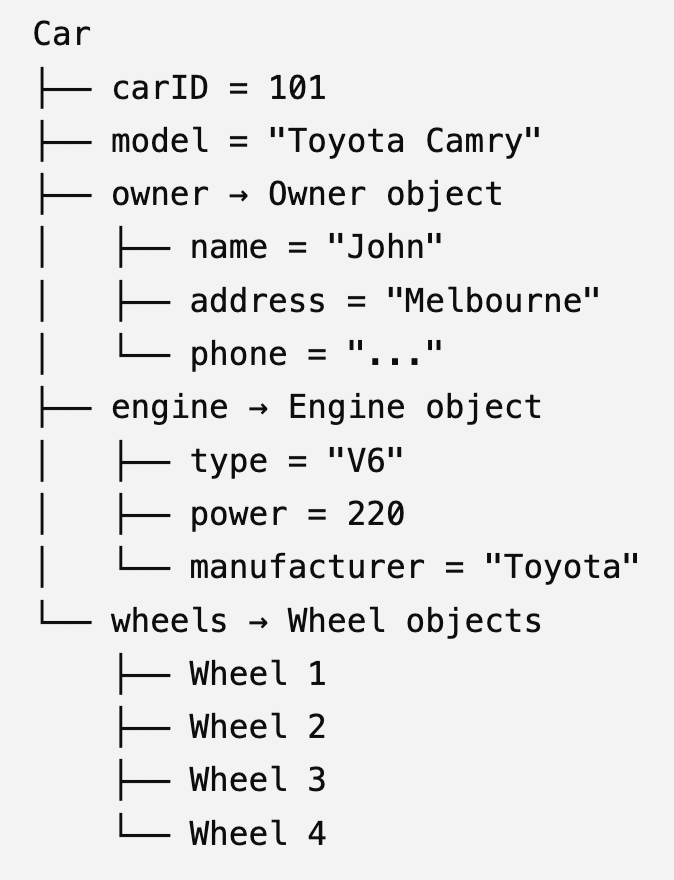 Car
├── carID = 101
├── model = "Toyota Camry"
├── owner → Owner object
│   ├── name = "John"
│   ├── address = "Melbourne"
│   └── phone = "..."
├── engine → Engine object
│   ├── type = "V6"
│   ├── power = 220
│   └── manufacturer = "Toyota"
└── wheels → Wheel objects
    ├── Wheel 1
    ├── Wheel 2
    ├── Wheel 3
    └── Wheel 4